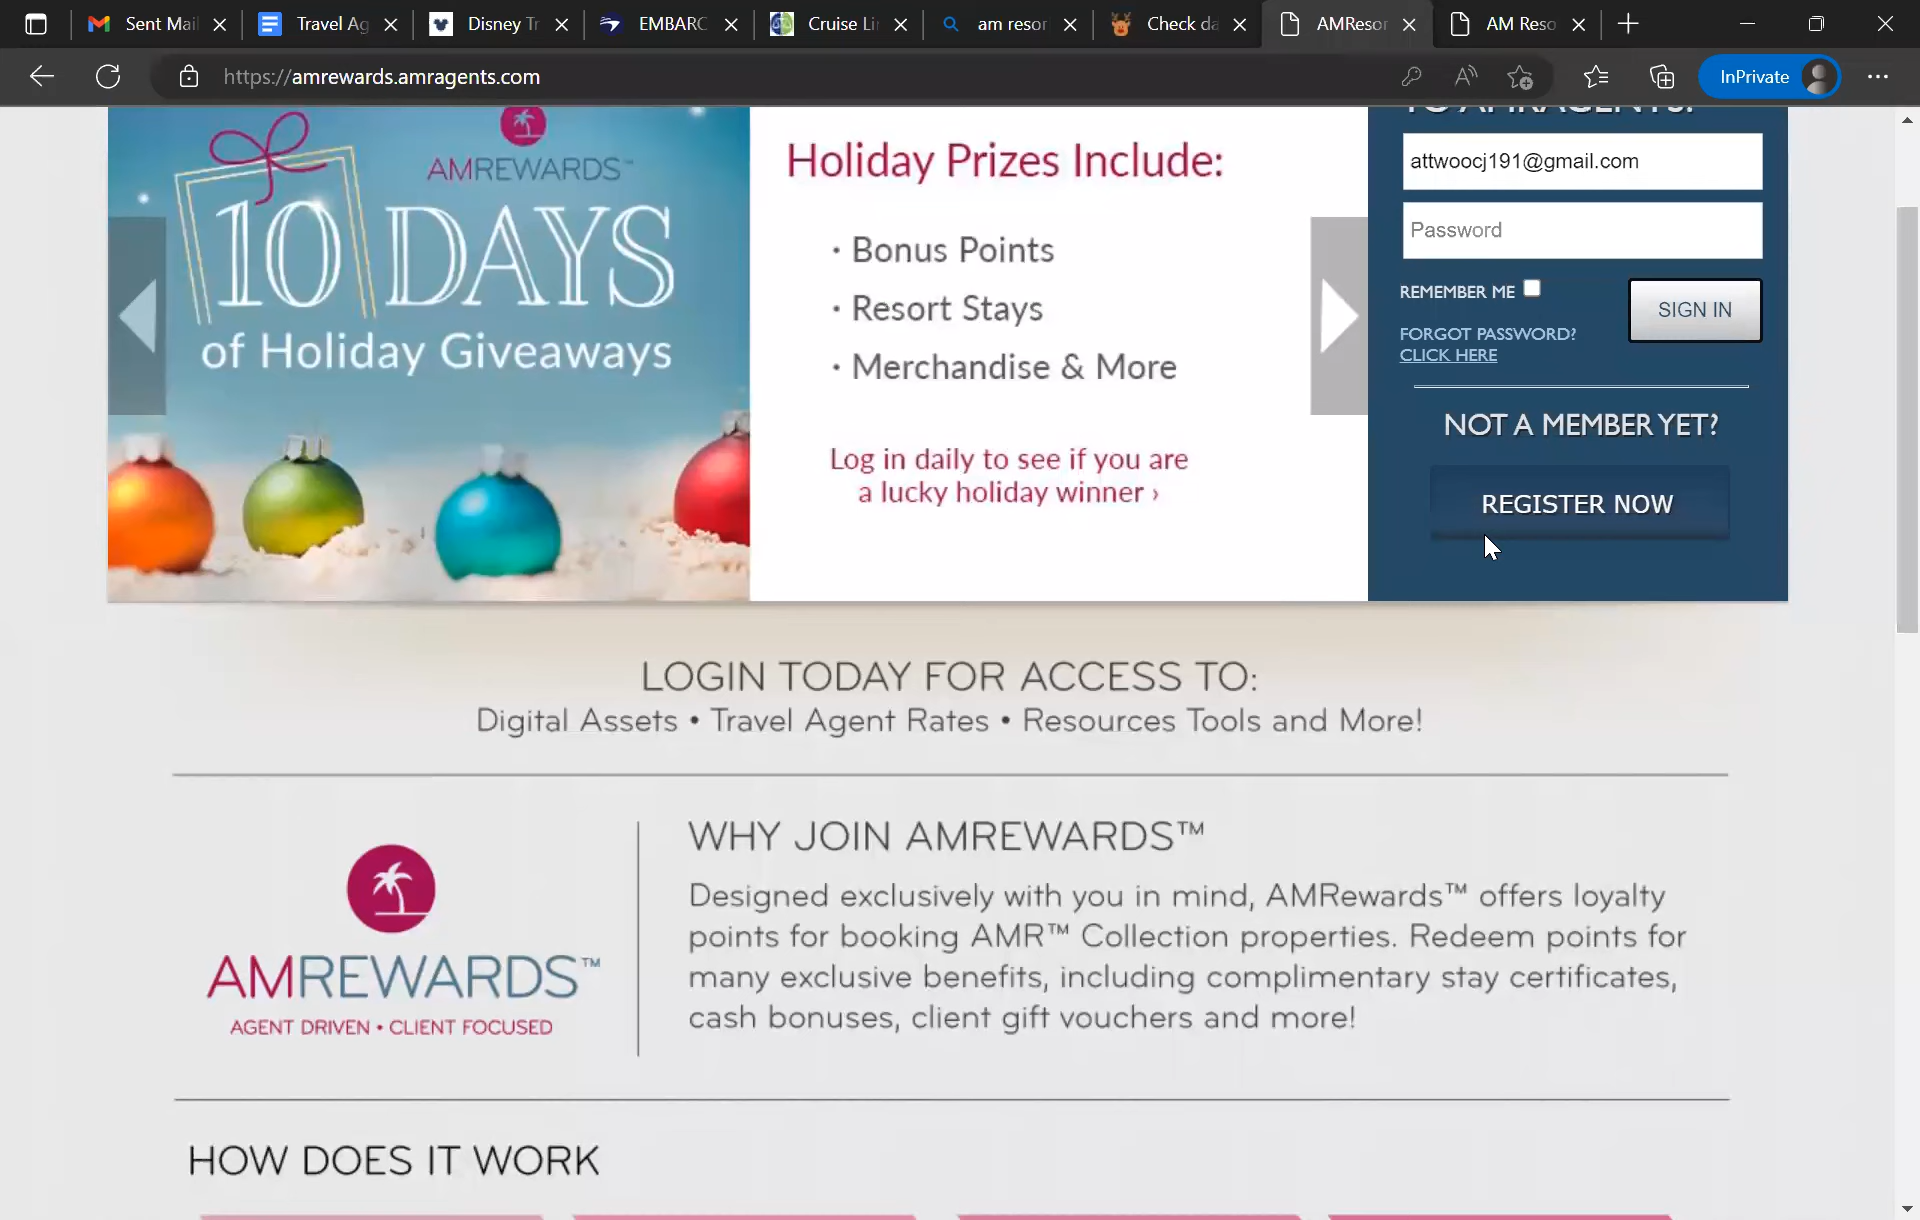 Sent Mai
Travel Ag
Disney Tr
EMBARC
Cruise Li
am resor
Check da
AMResor
AM Reso
https://amrewards.amragents.com
InPrivate
AMREWARDS™
10 DAYS
of Holiday Giveaways
Holiday Prizes Include:
· Bonus Points
· Resort Stays
· Merchandise & More
Log in daily to see if you are
a lucky holiday winner ›
TO AMRAGENTS!
attwoocj191@gmail.com
Password
REMEMBER ME
SIGN IN
FORGOT PASSWORD?
CLICK HERE
NOT A MEMBER YET?
REGISTER NOW
LOGIN TODAY FOR ACCESS TO:
Digital Assets • Travel Agent Rates • Resources Tools and More!
AMREWARDS™
AGENT DRIVEN • CLIENT FOCUSED
WHY JOIN AMREWARDS™
Designed exclusively with you in mind, AMRewards™ offers loyalty
points for booking AMR™ Collection properties. Redeem points for
many exclusive benefits, including complimentary stay certificates,
cash bonuses, client gift vouchers and more!
HOW DOES IT WORK